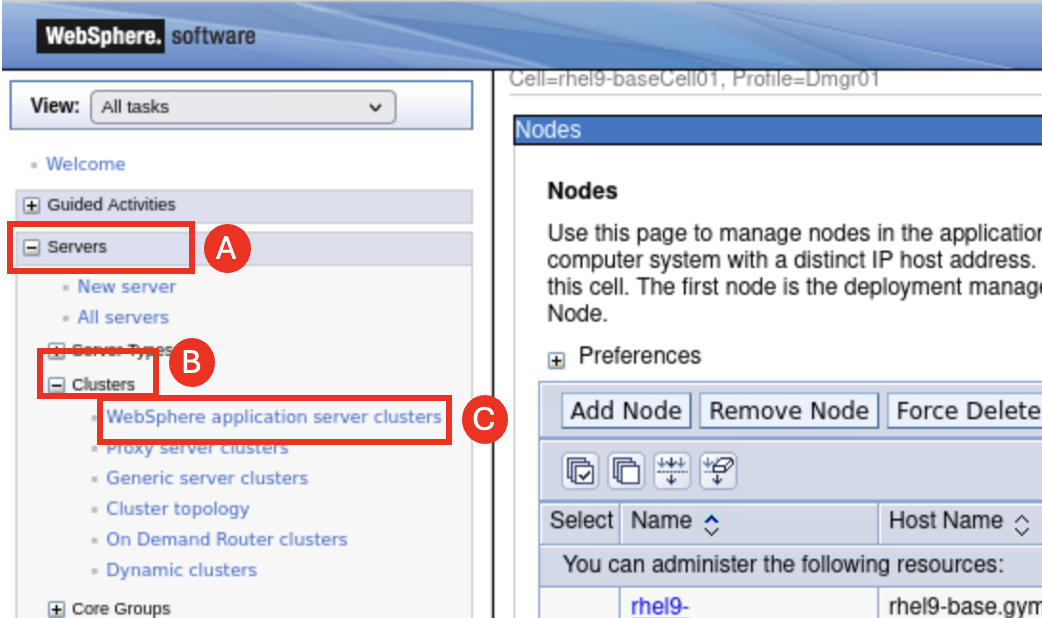 WebSphere. software
Cell=rhel9-baseCell01, Profile=Dmgr01
View: All tasks
Welcome
Guided Activities
Servers
A
New server
All servers
Server Types
B
Clusters
WebSphere application server clusters
C
Proxy server clusters
Generic server clusters
Cluster topology
On Demand Router clusters
Dynamic clusters
Core Groups
Nodes
Nodes
Use this page to manage nodes in the application
computer system with a distinct IP host address.
this cell. The first node is the deployment manage
Node.
Preferences
Add Node Remove Node Force Delete
Select Name Host Name
You can administer the following resources:
rhel9- rhel9-base.gym